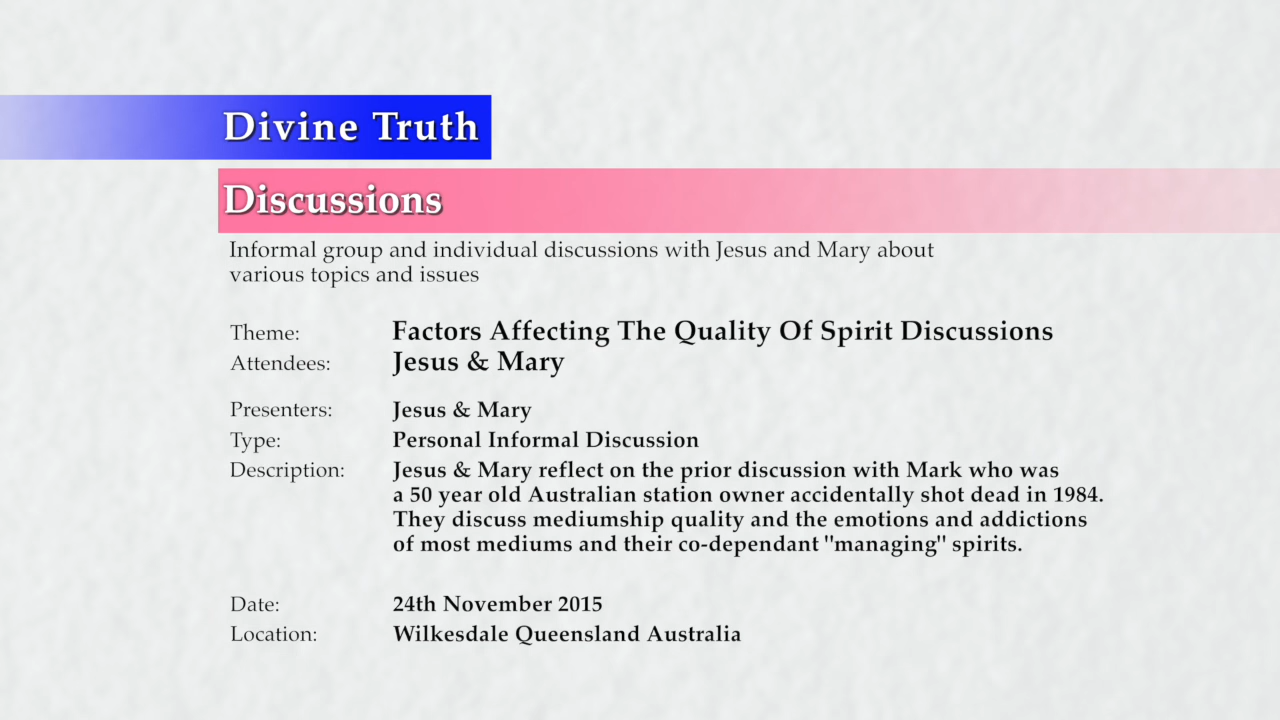 Divine Truth
Discussions
Informal group and individual discussions with Jesus and Mary about
various topics and issues
Theme: Factors Affecting The Quality Of Spirit Discussions
Attendees: Jesus & Mary
Presenters: Jesus & Mary
Type: Personal Informal Discussion
Description: Jesus & Mary reflect on the prior discussion with Mark who was
a 50 year old Australian station owner accidentally shot dead in 1984.
They discuss mediumship quality and the emotions and addictions
of most mediums and their co-dependant "managing" spirits.
Date: 24th November 2015
Location: Wilkesdale Queensland Australia